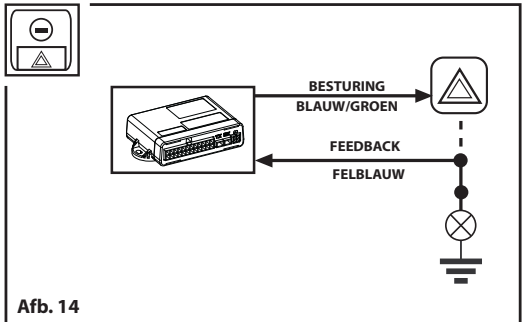 BESTURING
BLAUW/GROEN
FEEDBACK
FELBLAUW
Afb. 14